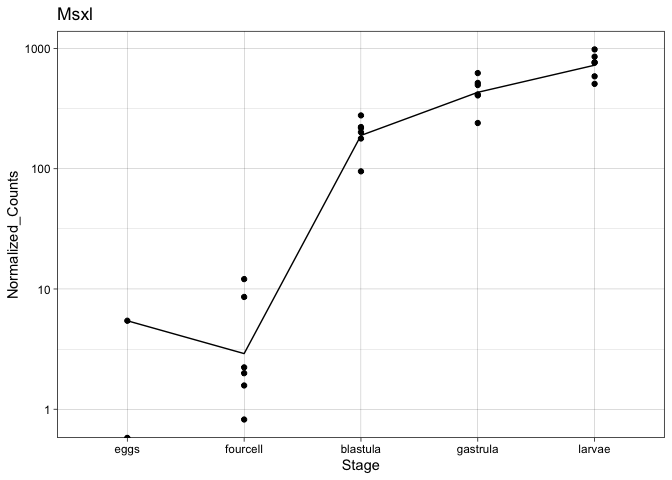 Msxl
1000
100
10
1
Normalized_Counts
eggs fourcell blastula gastrula larvae
Stage